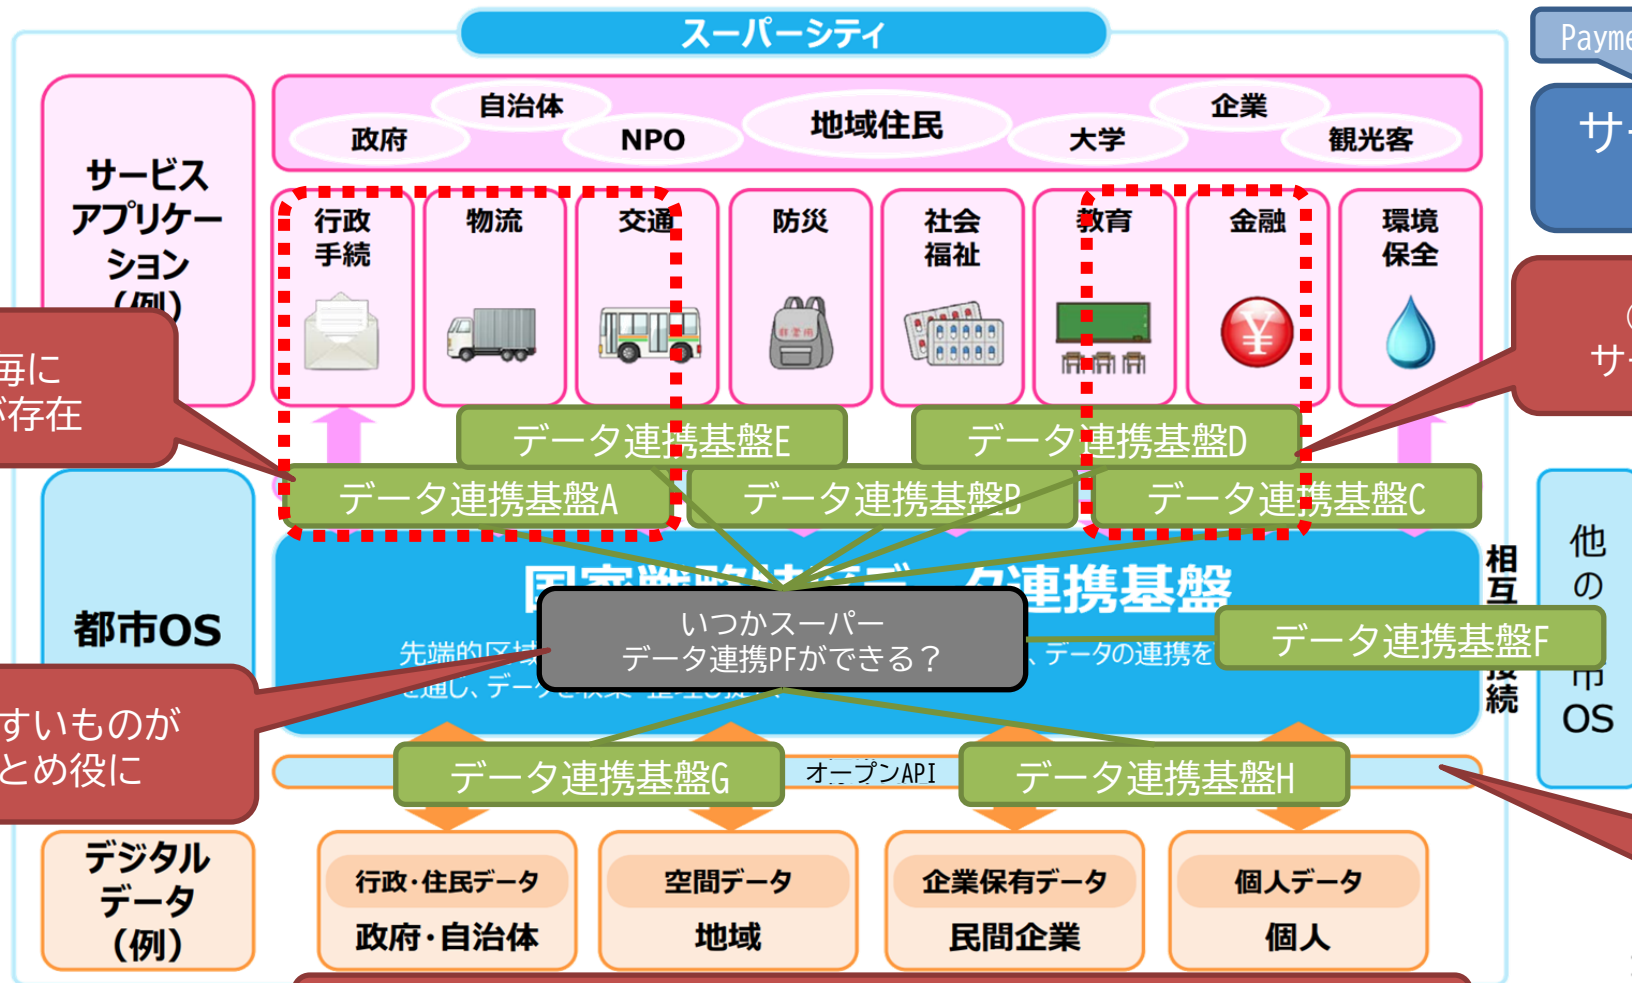 スーパーシティ
Payme
サービス
アプリケー
ション
(例)
政府
自治体
NPO
地域住民
大学
企業
観光客
サー
行政
手続
物流
交通
防災
社会
福祉
教育
金融
環境
保全
毎に
が存在
サー
データ連携基盤E
データ連携基盤D
データ連携基盤A
データ連携基盤B
データ連携基盤C
都市OS
国家戦略特区データ連携基盤
いつかスーパー
データ連携PFができる？
先端的区域
、データの連携を
データ連携基盤F
相互
接続
他の
市
OS
すいものが
とめ役に
データ連携基盤G
オープンAPI
データ連携基盤H
デジタル
データ
(例)
行政・住民データ
政府・自治体
空間データ
地域
企業保有データ
民間企業
個人データ
個人